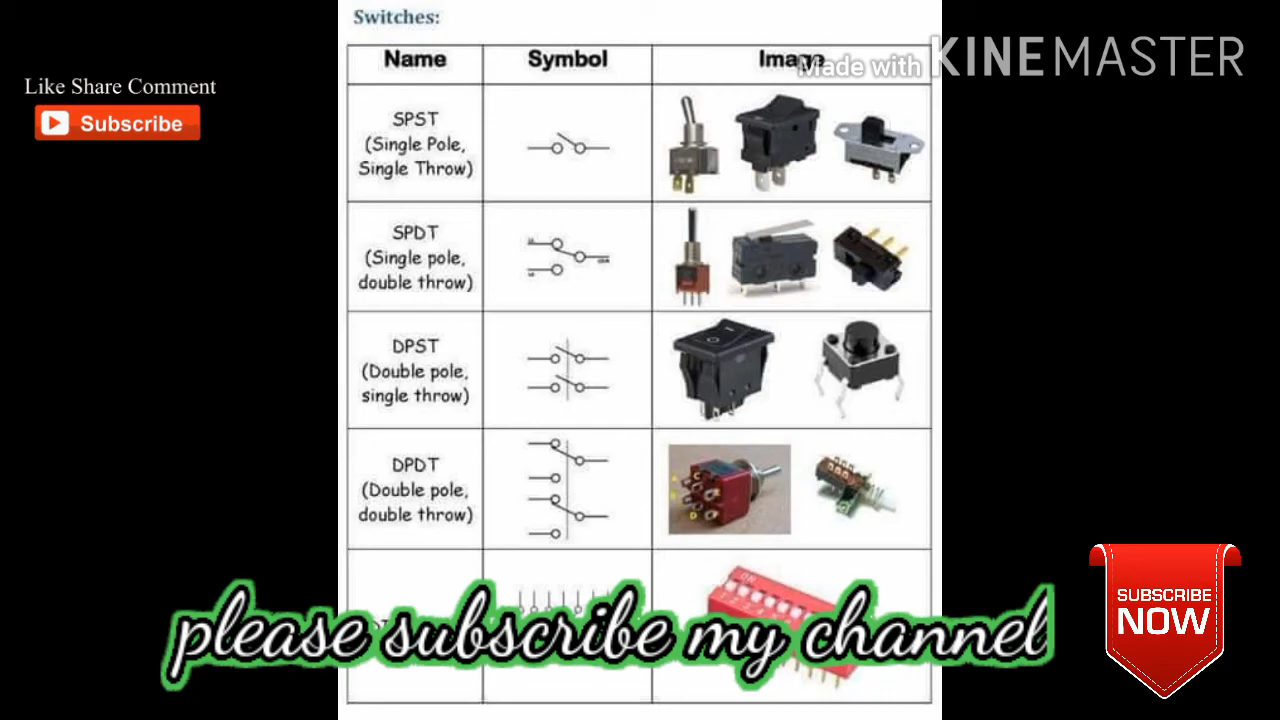 Switches:
Name Symbol Image
Made with KINEMASTER
Like Share Comment
Subscribe
SPST
(Single Pole,
Single Throw)
SPDT
(Single pole,
double throw)
DPST
(Double pole,
single throw)
DPDT
(Double pole,
double throw)
ON
please subscribe my channel
SUBSCRIBE
NOW